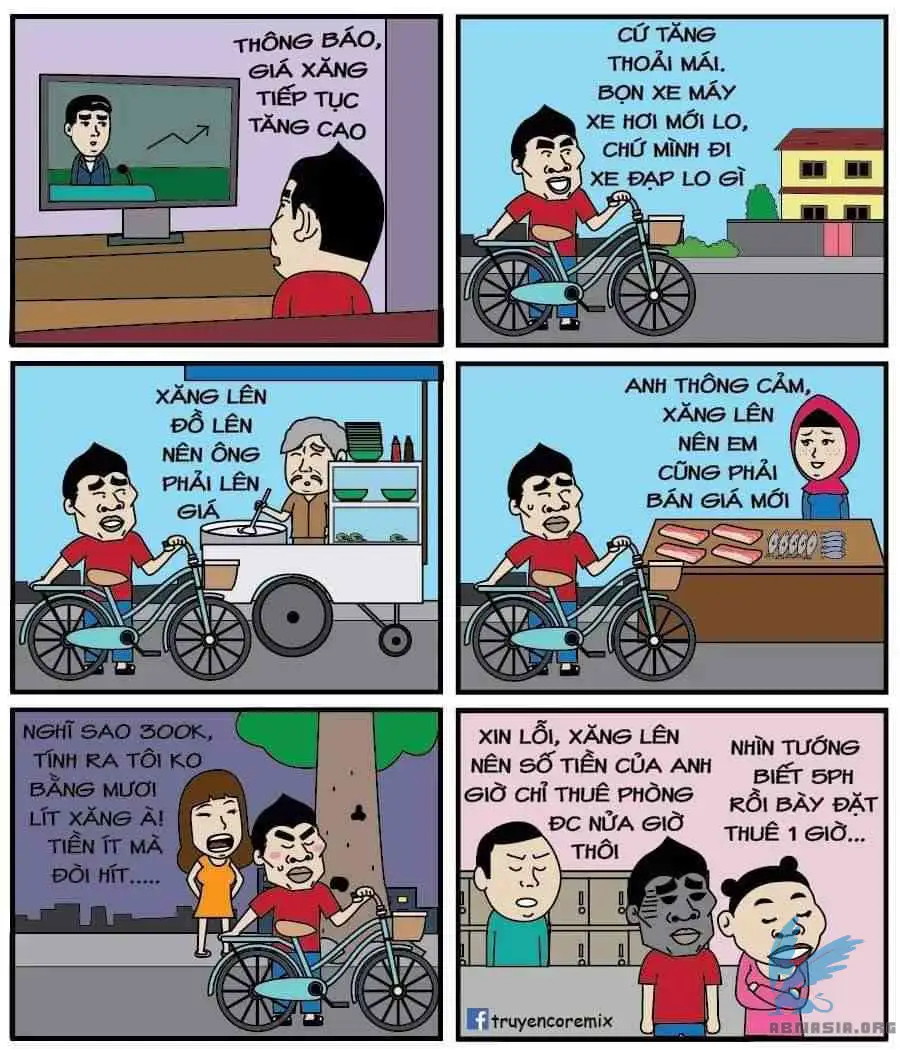 THÔNG BÁO,
GIÁ XĂNG
TIẾP TỤC
TĂNG CAO
CỨ TĂNG
THOẢI MÁI.
BỌN XE MÁY
XE HƠI MỚI LO,
CHỨ MÌNH ĐI
XE ĐẠP LO GÌ
XĂNG LÊN
ĐỒ LÊN
NÊN ÔNG
PHẢI LÊN
GIÁ
ANH THÔNG CẢM,
XĂNG LÊN
NÊN EM
CŨNG PHẢI
BÁN GIÁ MỚI
NGHĨ SAO 300K,
TÍNH RA TÔI KO
BẰNG MƯƠI
LÍT XĂNG À!
TIỀN ÍT MÀ
ĐÒI HÍT.....
XIN LỖI, XĂNG LÊN
NÊN SỐ TIỀN CỦA ANH
GIỜ CHỈ THUÊ PHÒNG
ĐC NỬA GIỜ
THÔI
NHÌN TƯỚNG
BIẾT 5PH
RỒI BÀY ĐẶT
THUÊ 1 GIỜ...
f truyencoremix
ABMASIA.ORG